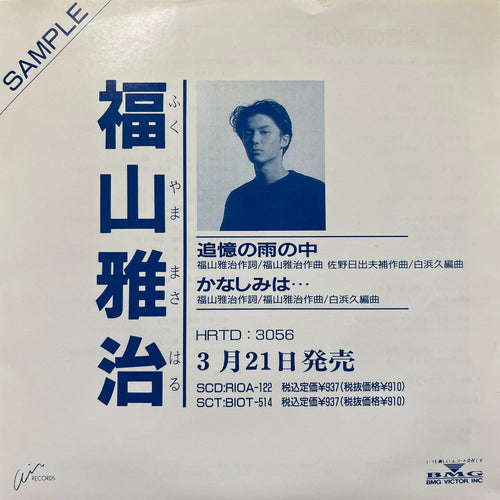 SAMPLE
福山雅治
ふく やま まさ はる
追憶の雨の中
福山雅治作詞/福山雅治作曲 佐野日出夫補作曲/白浜久編曲
かなしみは…
福山雅治作詞/福山雅治作曲/白浜久編曲
HRTD:3056
3月21日発売
SCD:RIOA-122 税込定価¥937(税抜価格¥910)
SCT:BIOT-514 税込定価¥937(税抜価格¥910)
RECORDS
BMG
BMG VICTOR, INC